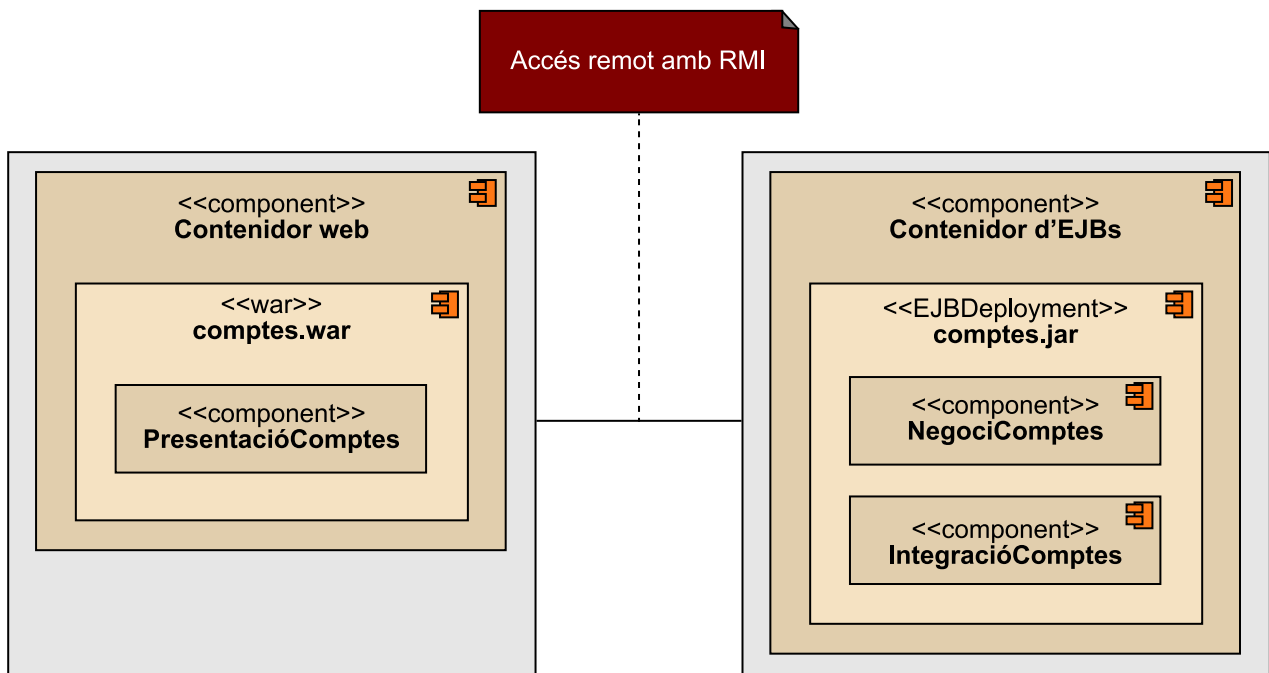 Accés remot amb RMI
<<component>>
Contenidor web
<<war>>
comptes.war
<<component>>
PresentacióComptes
<<component>>
Contenidor d'EJBs
<<EJBDeployment>>
comptes.jar
<<component>>
NegociComptes
<<component>>
IntegracióComptes